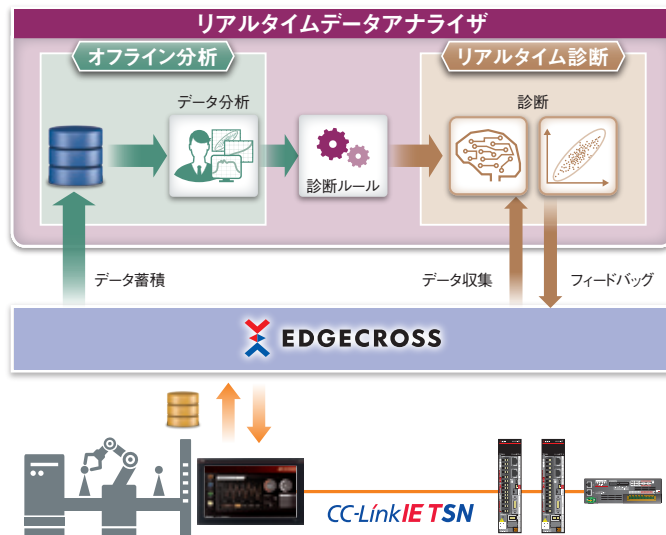 リアルタイムデータアナライザ
オフライン分析
リアルタイム診断
データ分析
診断
診断ルール
データ蓄積
データ収集
フィードバッグ
EDGECROSS
CC-Link IE TSN